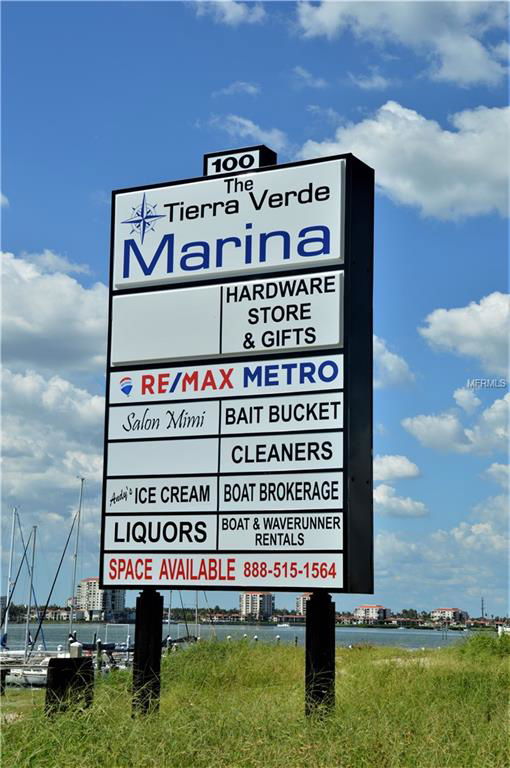 100
The
Tierra Verde
Marina
HARDWARE
STORE
& GIFTS
RE/MAX METRO
Salon Mimi
BAIT BUCKET
CLEANERS
Andy's ICE CREAM
BOAT BROKERAGE
LIQUORS
BOAT & WAVERUNNER
RENTALS
SPACE AVAILABLE 888-515-1564
MFRMLS